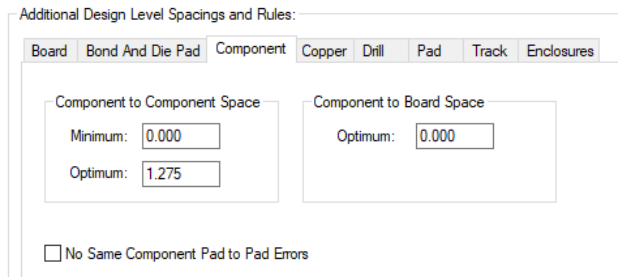 Additional Design Level Spacings and Rules:
Board Bond And Die Pad Component Copper Drill Pad Track Enclosures
Component to Component Space Component to Board Space
Minimum: 0.000 Optimum: 0.000
Optimum: 1.275
No Same Component Pad to Pad Errors